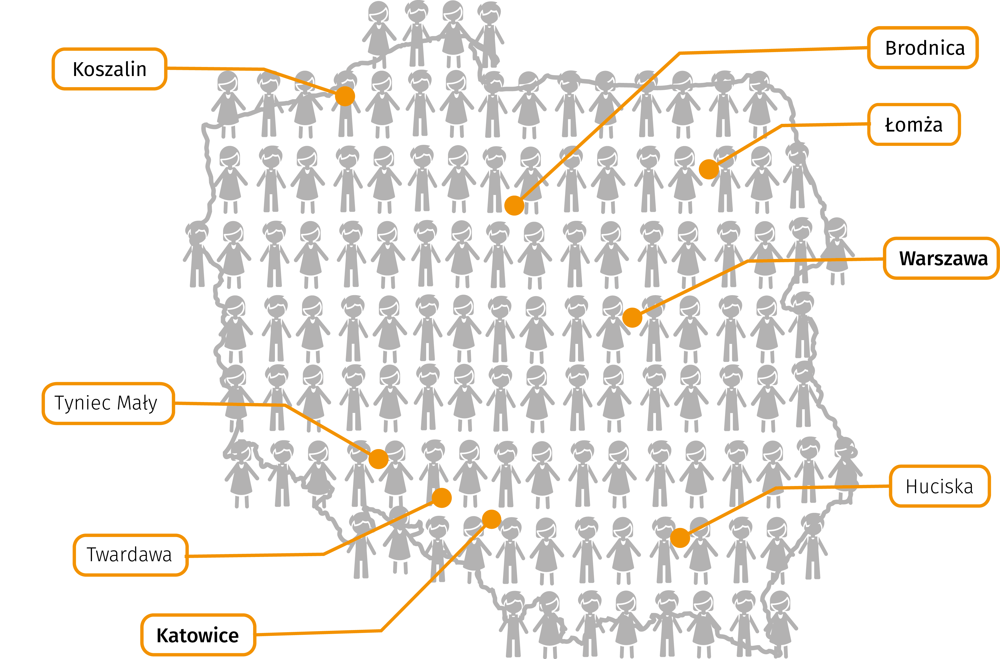 Brodnica
Koszalin
Łomża
Warszawa
Tyniec Mały
Huciska
Twardawa
Katowice